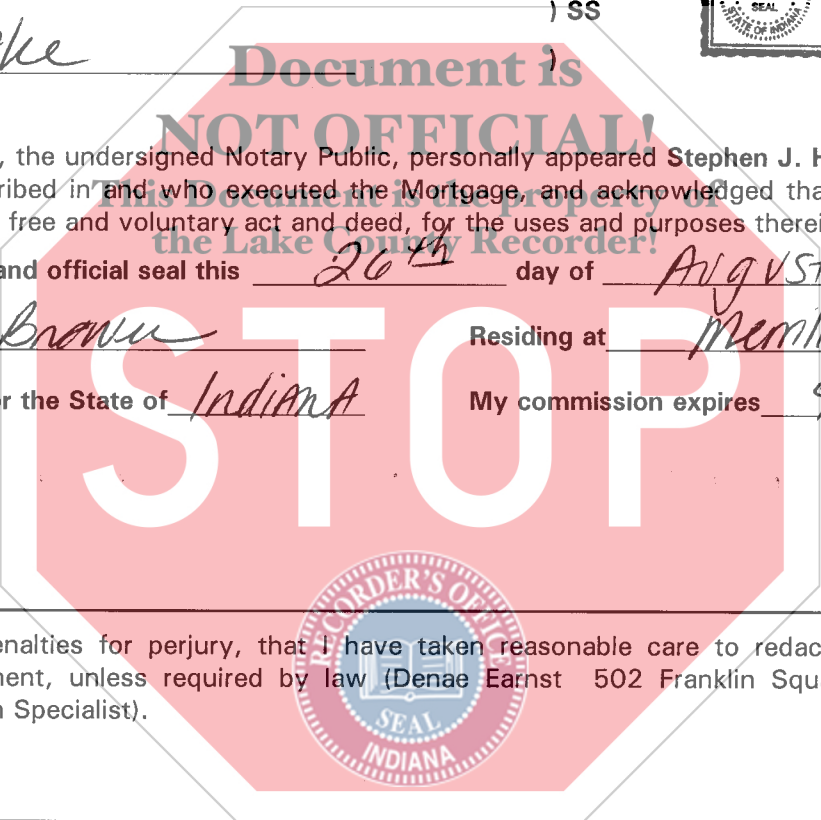 ) SS
SEAL
STATE OF INDIANA
ke
)
Document is
NOT OFFICIAL!
, the undersigned Notary Public, personally appeared Stephen J. H
ribed in and who executed the Mortgage, and acknowledged tha
This Document is the property of
free and voluntary act and deed, for the uses and purposes therei
the Lake County Recorder!
and official seal this 26th day of August
Brown Residing at Merrill
r the State of IndiAnA My commission expires
STOP
RECORDER'S OFFICE
enalties for perjury, that I have taken reasonable care to redac
ment, unless required by law (Denae Earnst 502 Franklin Squ
n Specialist).
SEAL
INDIANA